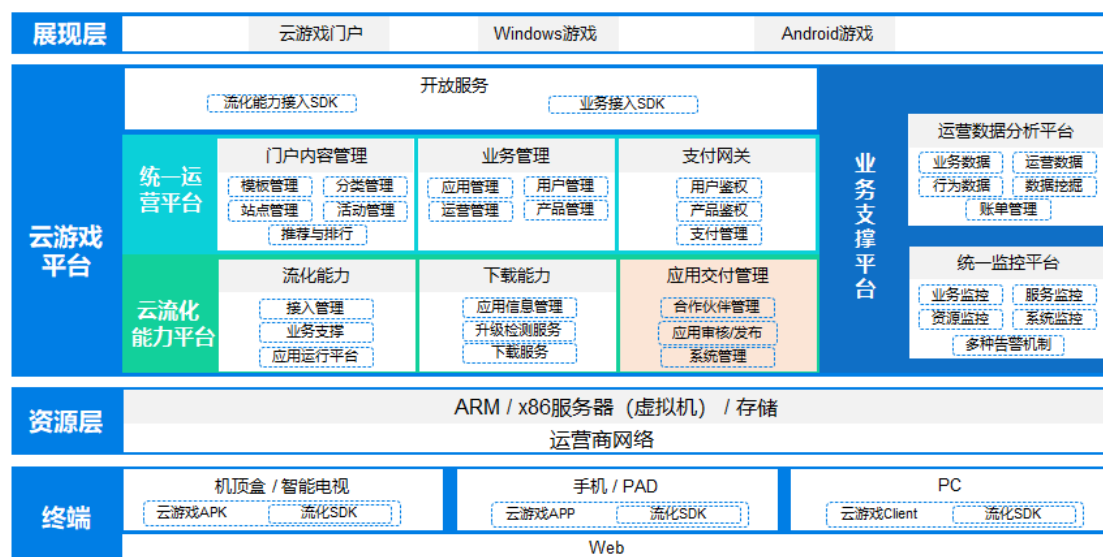 展现层
云游戏门户
Windows游戏
Android游戏
云游戏
平台
开放服务
流化能力接入SDK
业务接入SDK
统一运
营平台
门户内容管理
模板管理
分类管理
站点管理
活动管理
推荐与排行
业务管理
应用管理
用户管理
运营管理
产品管理
支付网关
用户鉴权
产品鉴权
支付管理
云流化
能力平台
流化能力
接入管理
业务支撑
应用运行平台
下载能力
应用信息管理
升级检测服务
下载服务
应用交付管理
合作伙伴管理
应用审核/发布
系统管理
业务支撑平台
运营数据分析平台
业务数据
运营数据
行为数据
数据挖掘
账单管理
统一监控平台
业务监控
服务监控
资源监控
系统监控
多种告警机制
资源层
ARM / x86服务器（虚拟机） / 存储
运营商网络
终端
机顶盒 / 智能电视
云游戏APK
流化SDK
手机 / PAD
云游戏APP
流化SDK
PC
云游戏Client
流化SDK
Web